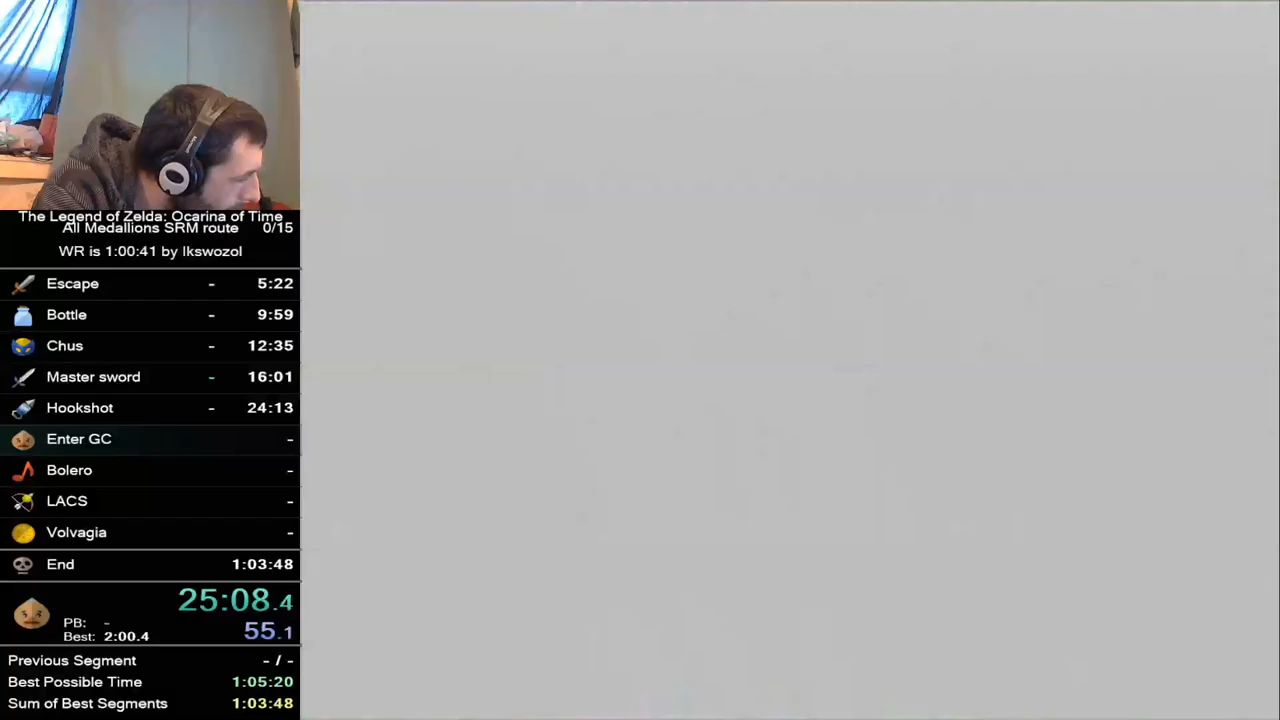 The Legend of Zelda: Ocarina of Time
All Medallions SRM route 0/15
WR is 1:00:41 by lkswozol
Escape - 5:22
Bottle - 9:59
Chus - 12:35
Master sword - 16:01
Hookshot - 24:13
Enter GC -
Bolero -
LACS -
Volvagia -
End 1:03:48
25:08.4
PB: -
55.1
Best: 2:00.4
Previous Segment - / -
Best Possible Time 1:05:20
Sum of Best Segments 1:03:48